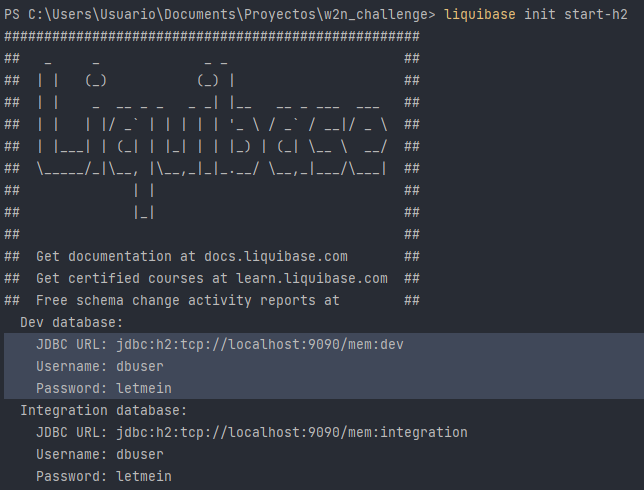 PS C:\Users\Usuario\Documents\Proyectos\w2n_challenge> liquibase init start-h2
####################################################
##   _     _             _ _                      ##
##  | |   (_)           (_) |                     ##
##  | |    _  __ _ _   _ _| |__   __ _ ___  ___   ##
##  | |   | |/ _` | | | | | '_ \ / _` / __|/ _ \  ##
##  | |___| | (_| | |_| | | |_) | (_| \__ \  __/  ##
##  \_____/_|\__, |\__,_|_|_.__/ \__,_|___/\___|  ##
##              | |                               ##
##              |_|                               ##
##                                                ##
##  Get documentation at docs.liquibase.com       ##
##  Get certified courses at learn.liquibase.com  ##
##  Free schema change activity reports at        ##
  Dev database:
    JDBC URL: jdbc:h2:tcp://localhost:9090/mem:dev
    Username: dbuser
    Password: letmein
  Integration database:
    JDBC URL: jdbc:h2:tcp://localhost:9090/mem:integration
    Username: dbuser
    Password: letmein